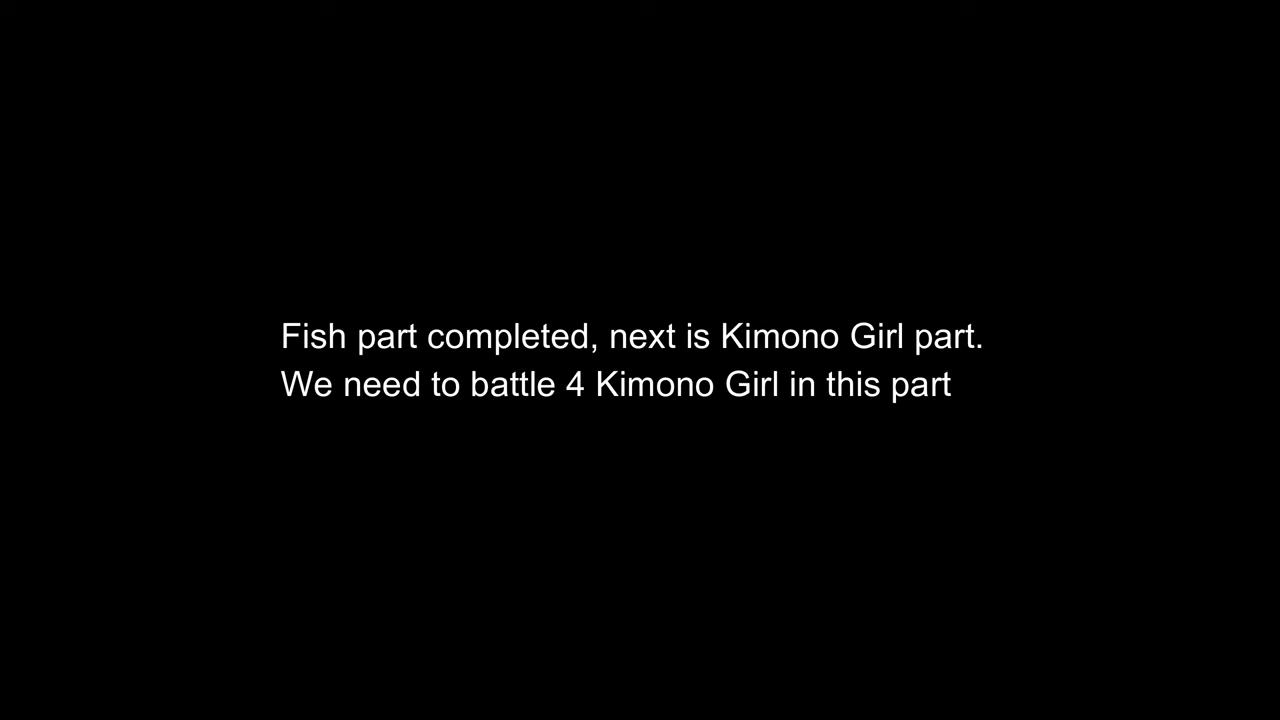 Fish part completed, next is Kimono Girl part.
We need to battle 4 Kimono Girl in this part